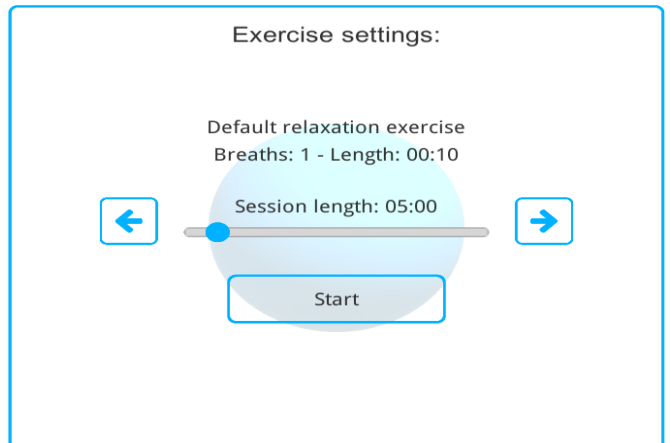 Exercise settings:
Default relaxation exercise
Breaths: 1 - Length: 00:10
Session length: 05:00
Start